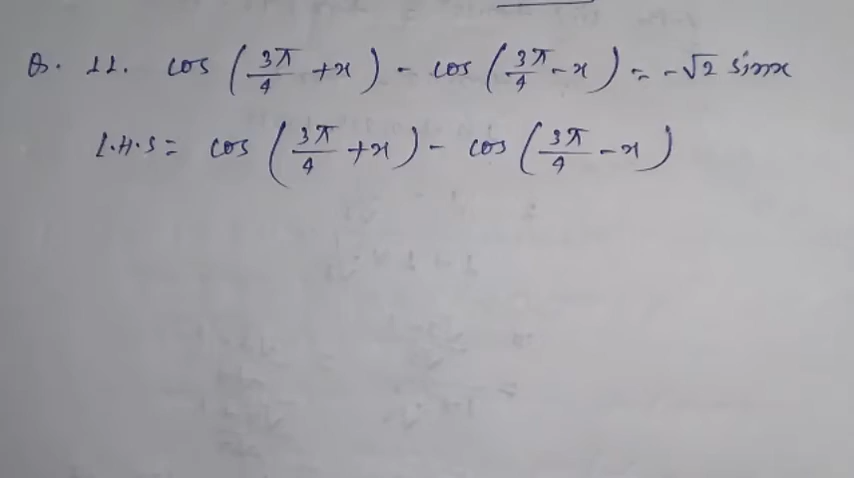 Q. 11. cos (3π/4 + x) - cos (3π/4 - x) = -√2 sinx
L.H.S = cos (3π/4 + x) - cos (3π/4 - x)